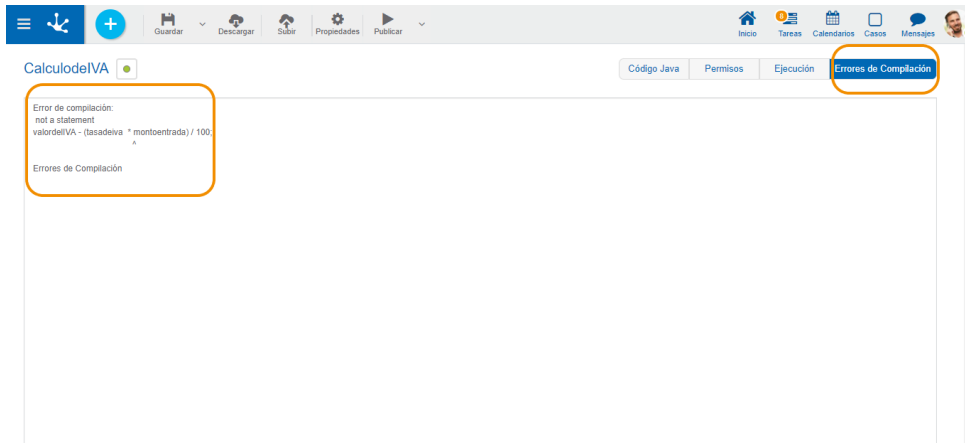 Guardar
Descargar
Subir
Propiedades
Publicar
Inicio
8
Tareas
Calendarios
Casos
Mensajes
CalculodeIVA
Código Java
Permisos
Ejecución
Errores de Compilación
Error de compilación:
not a statement
valordelIVA - (tasadeiva * montoentrada) / 100;
^
Errores de Compilación